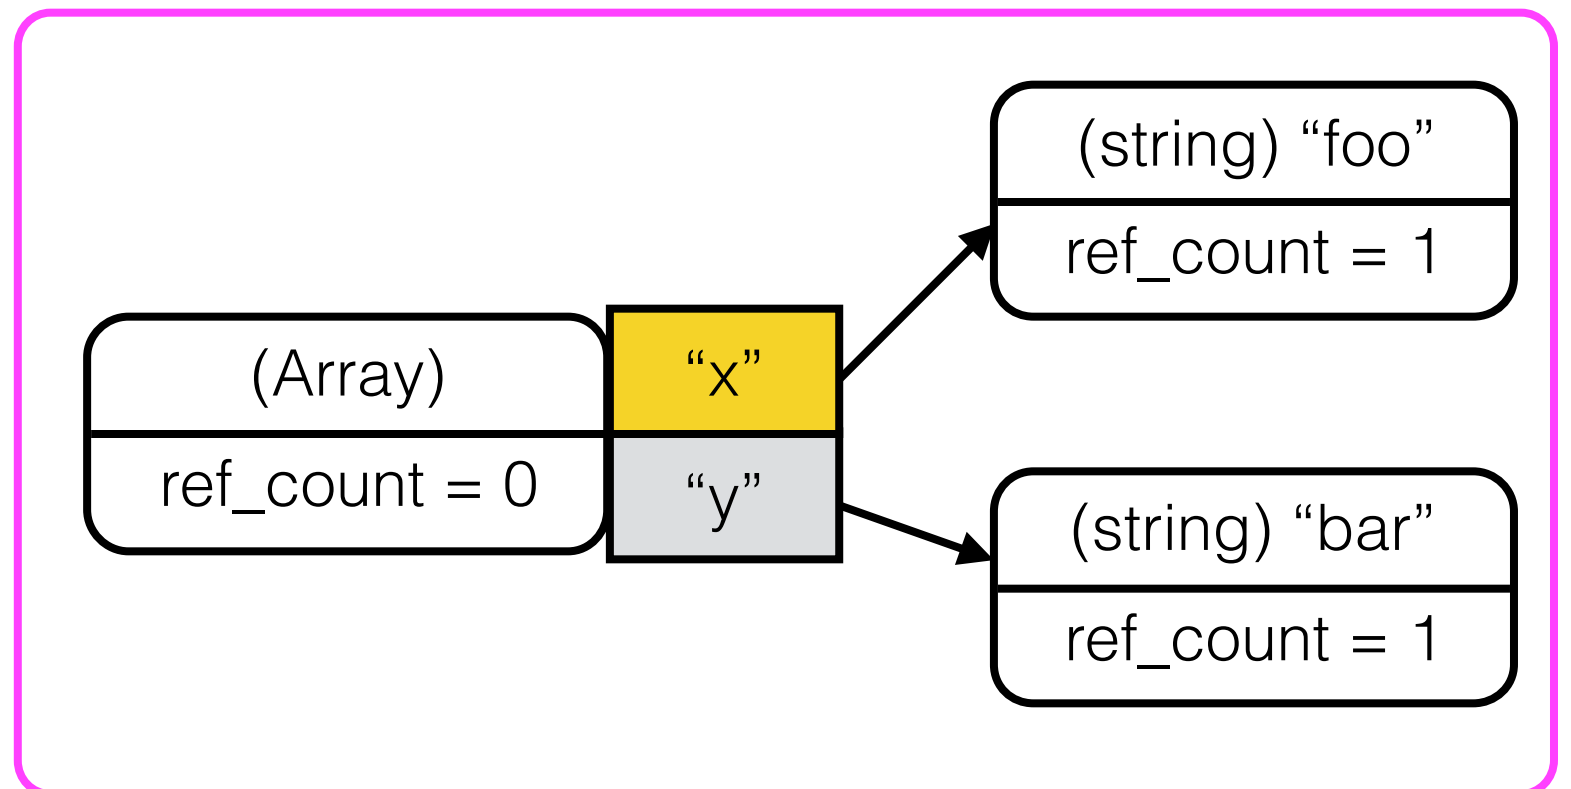 (Array)
ref_count = 0
“x”
“y”
(string) “foo”
ref_count = 1
(string) “bar”
ref_count = 1